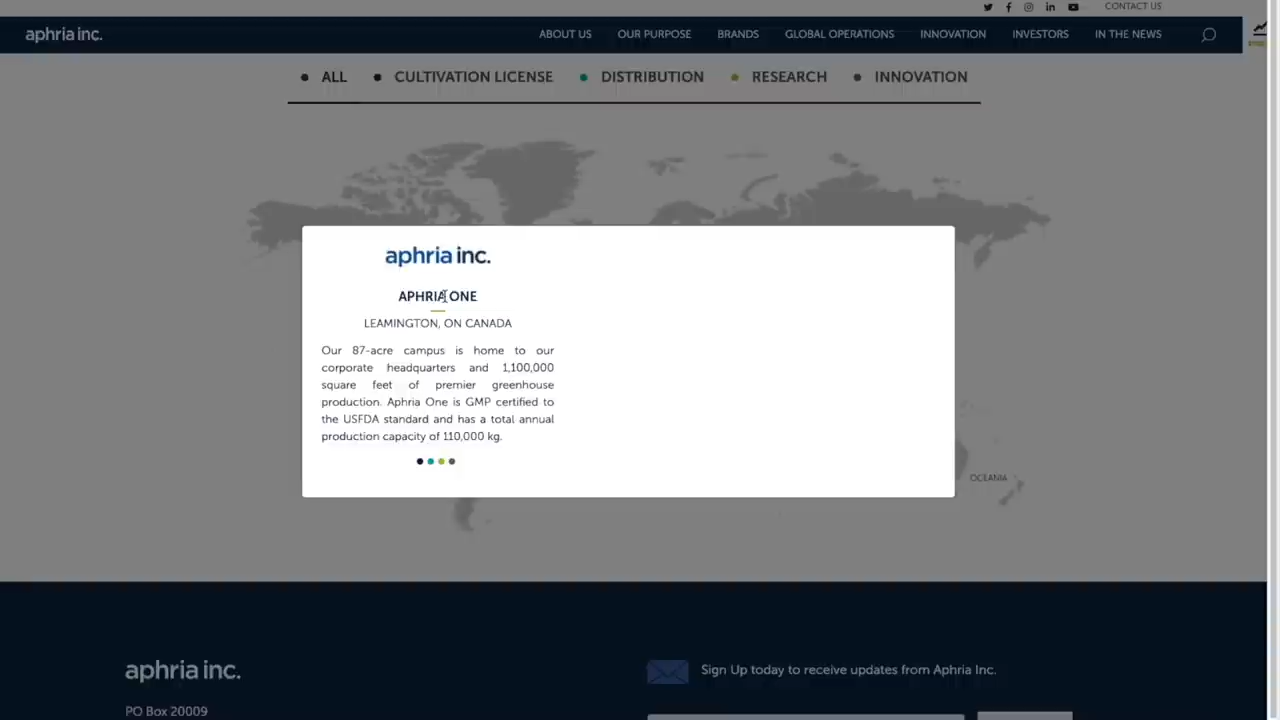 CONTACT US
aphria inc.
ABOUT US OUR PURPOSE BRANDS GLOBAL OPERATIONS INNOVATION INVESTORS IN THE NEWS
ALL CULTIVATION LICENSE DISTRIBUTION RESEARCH INNOVATION
aphria inc.
APHRIA ONE
LEAMINGTON, ON CANADA
Our 87-acre campus is home to our
corporate headquarters and 1,100,000
square feet of premier greenhouse
production. Aphria One is GMP certified to
the USFDA standard and has a total annual
production capacity of 110,000 kg.
OCEANIA
aphria inc.
Sign Up today to receive updates from Aphria Inc.
PO Box 20009